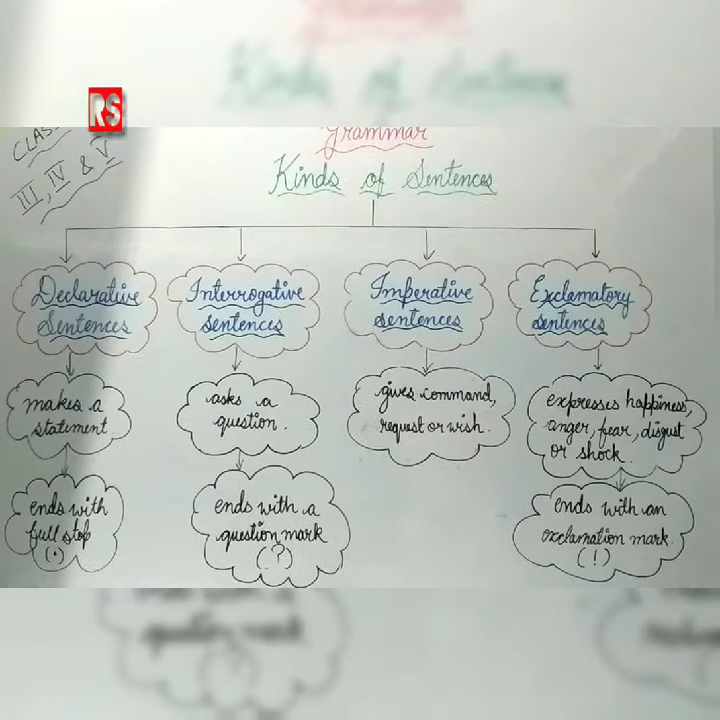 RS
CLAS
III, IV & V
Grammar
Kinds of Sentences
Declarative
Sentences
Interrogative
sentences
Imperative
sentences
Exclamatory
sentences
makes a
statement.
asks a
question.
gives command,
request or wish.
expresses happiness,
anger, fear, disgust
or shock.
ends with
full stop
(.)
ends with a
question mark
(?)
ends with an
exclamation mark.
(!)